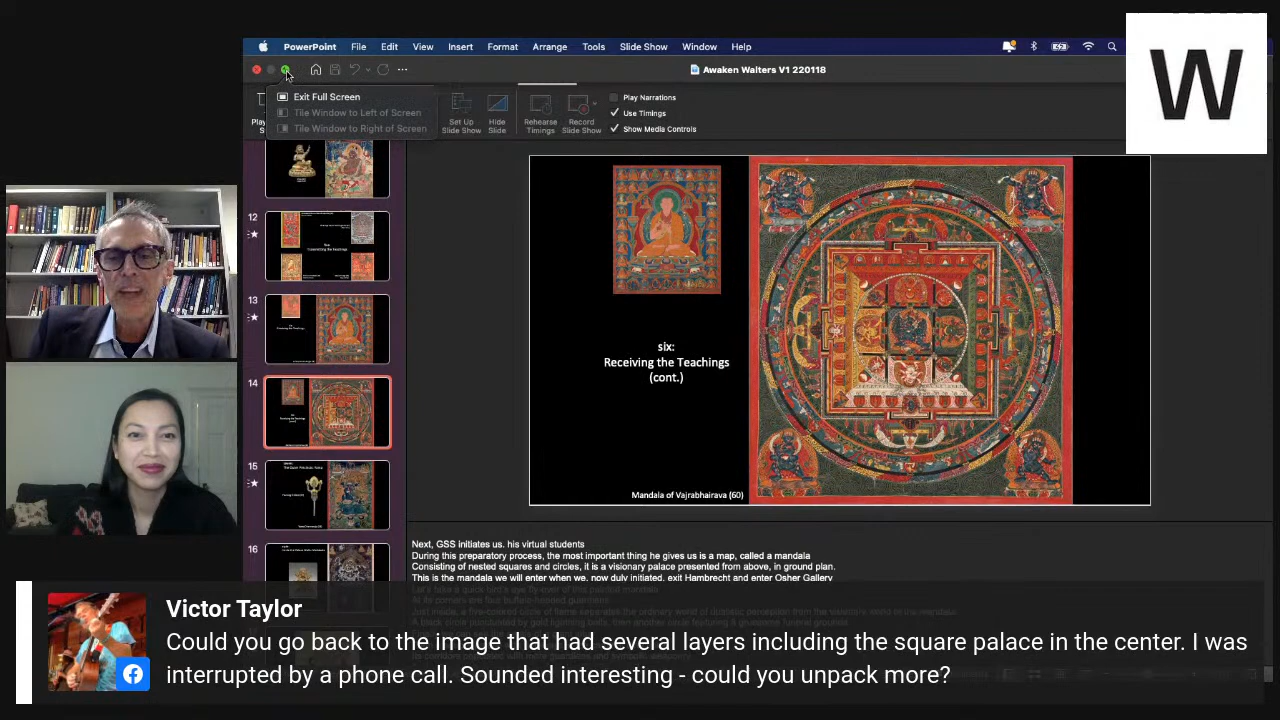 PowerPoint File Edit View Insert Format Arrange Tools Slide Show Window Help
Awaken Walters V1 220118
W
Exit Full Screen
Tile Window to Left of Screen
Tile Window to Right of Screen
Set Up
Slide Show
Hide
Slide
Rehearse
Timings
Record
Slide Show
Play Narrations
Use Timings
Show Media Controls
12
13
14
15
16
six:
Receiving the Teachings
(cont.)
Mandala of Vajrabhairava (60)
Next, GSS initiates us. his virtual students
During this preparatory process, the most important thing he gives us is a map, called a mandala
Consisting of nested squares and circles, it is a visionary palace presented from above, in ground plan.
This is the mandala we will enter when we, now duly initiated, exit Hambrecht and enter Osher Gallery
Victor Taylor
Could you go back to the image that had several layers including the square palace in the center. I was
interrupted by a phone call. Sounded interesting - could you unpack more?